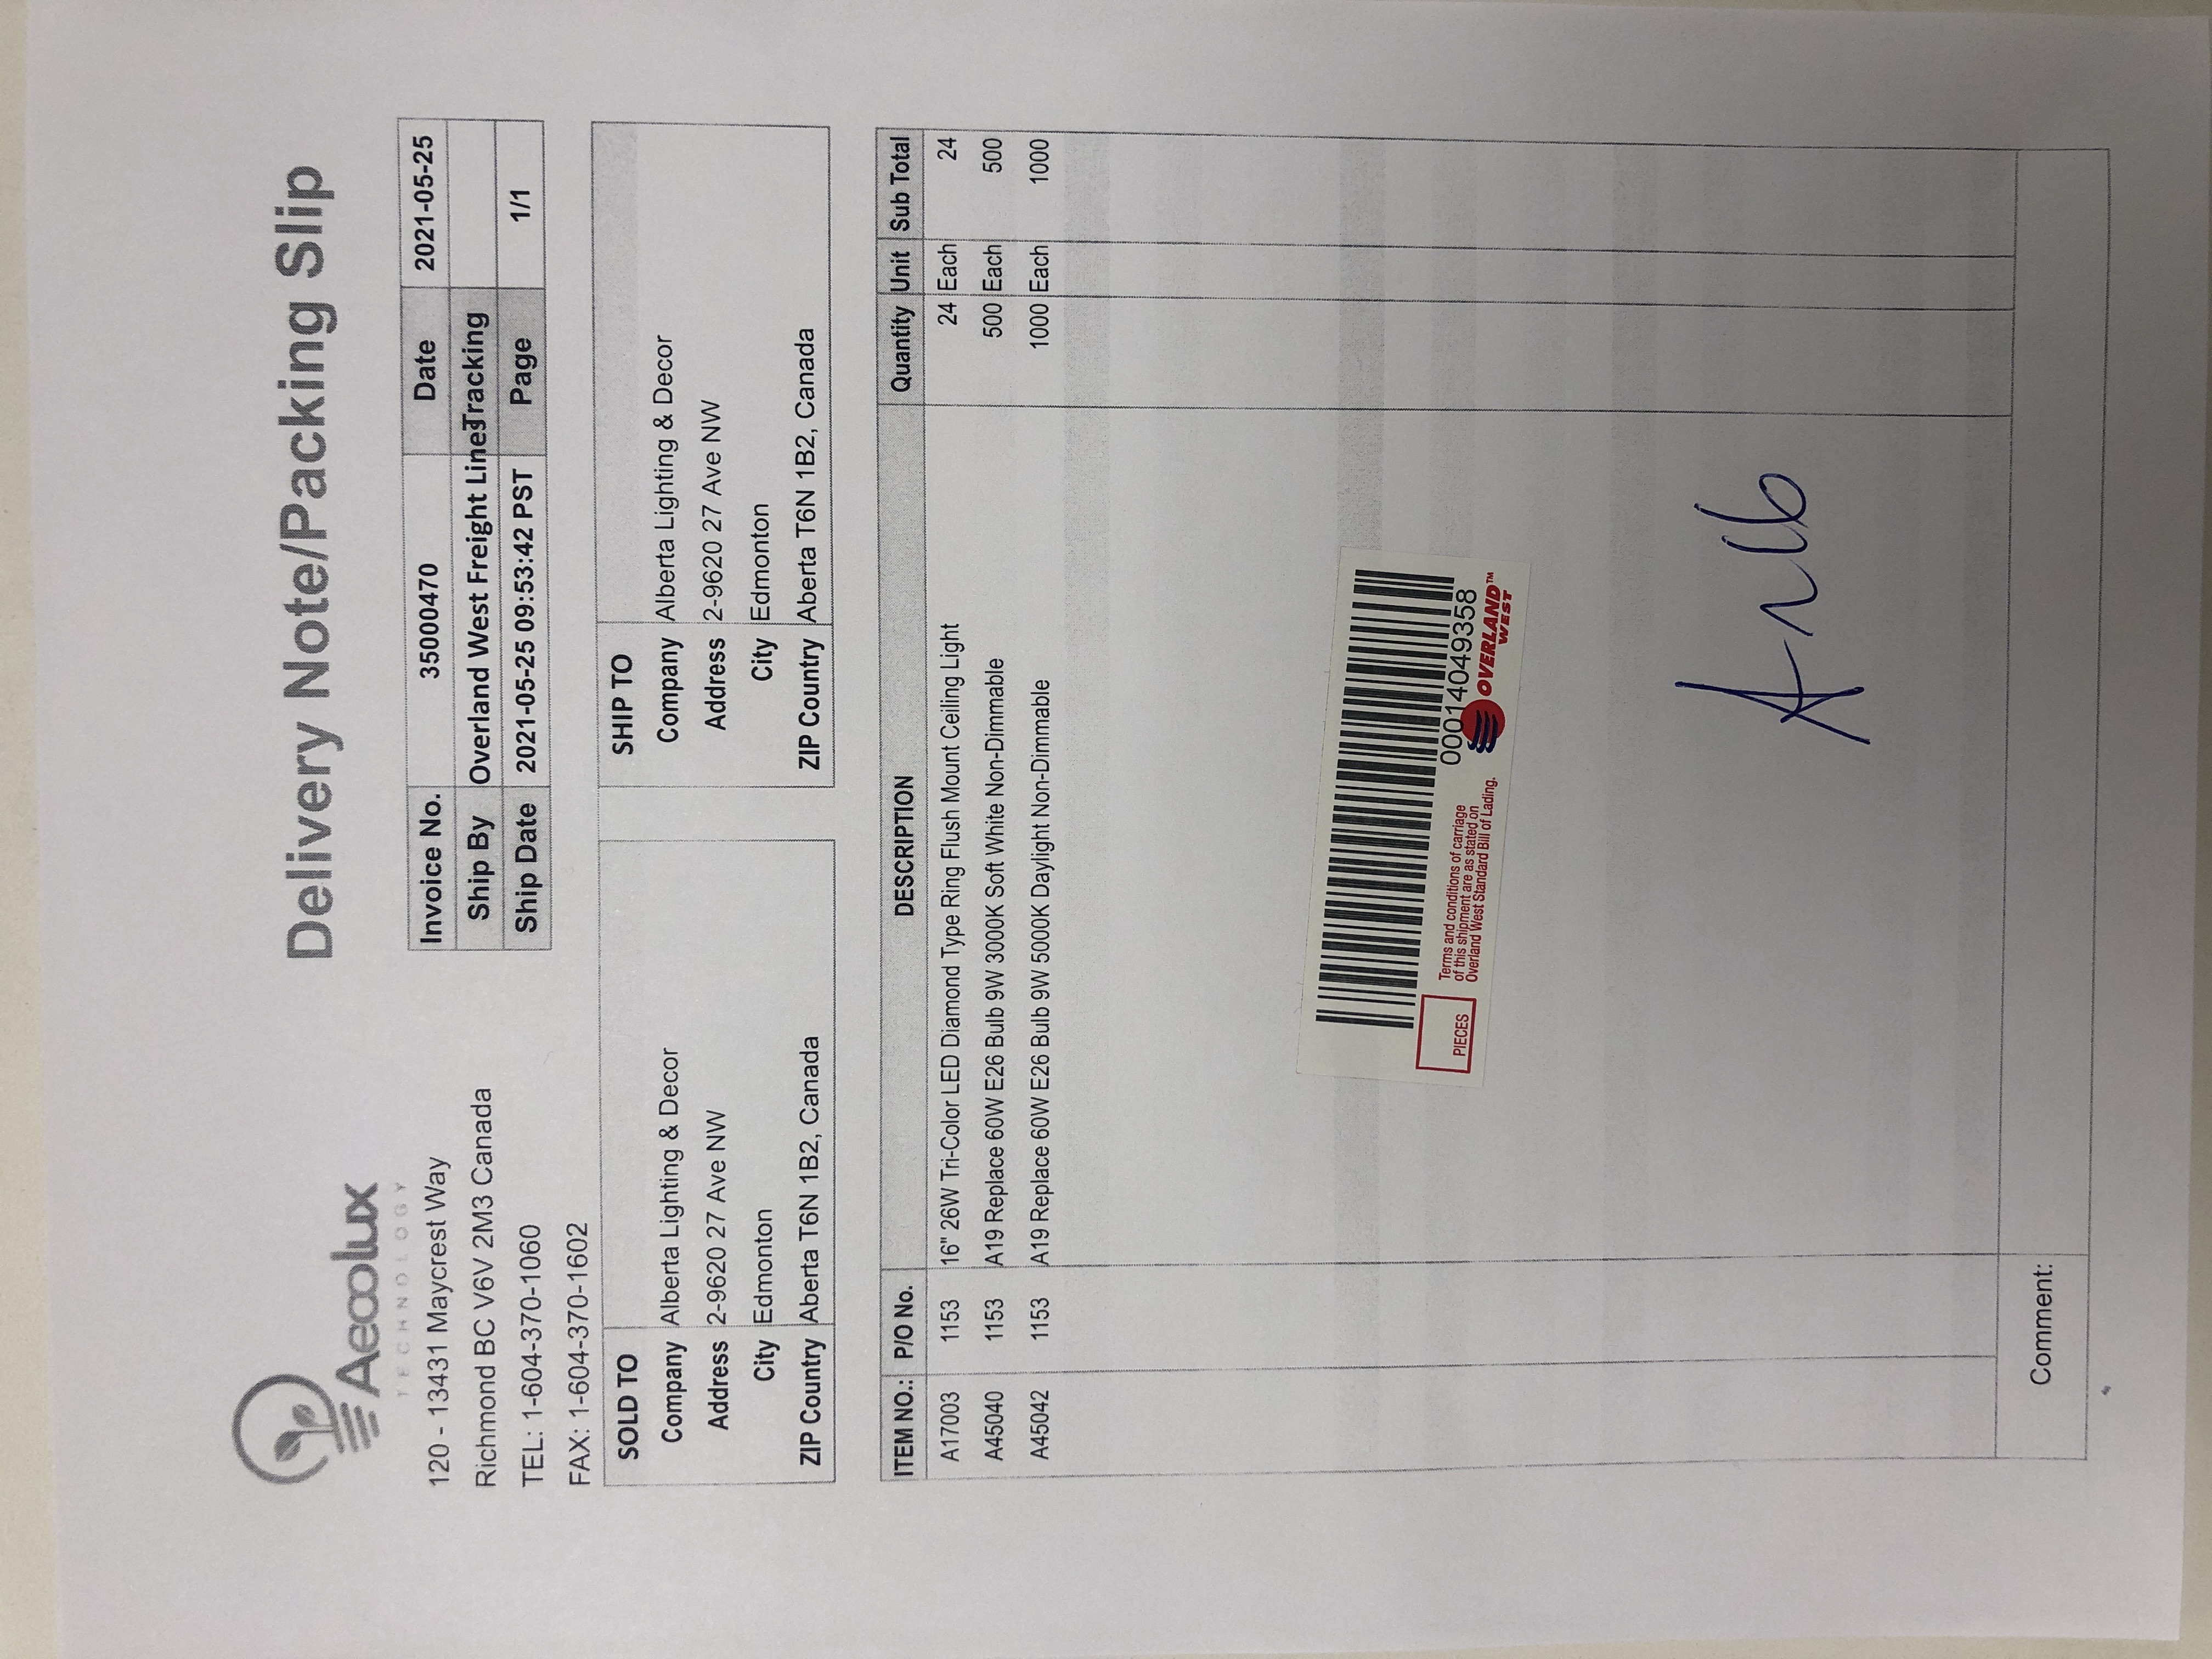 Aeoolux
TECHNOLOGY
Delivery Note/Packing Slip
120 - 13431 Maycrest Way
Richmond BC V6V 2M3 Canada
TEL: 1-604-370-1060
FAX: 1-604-370-1602
Invoice No. 35000470 Date 2021-05-25
Ship By Overland West Freight Lines Tracking
Ship Date 2021-05-25 09:53:42 PST Page 1/1
SOLD TO
Company Alberta Lighting & Decor
Address 2-9620 27 Ave NW
City Edmonton
ZIP Country Aberta T6N 1B2, Canada
SHIP TO
Company Alberta Lighting & Decor
Address 2-9620 27 Ave NW
City Edmonton
ZIP Country Aberta T6N 1B2, Canada
ITEM NO.: P/O No. DESCRIPTION Quantity Unit Sub Total
A17003 1153 16" 26W Tri-Color LED Diamond Type Ring Flush Mount Ceiling Light 24 Each 24
A45040 1153 A19 Replace 60W E26 Bulb 9W 3000K Soft White Non-Dimmable 500 Each 500
A45042 1153 A19 Replace 60W E26 Bulb 9W 5000K Daylight Non-Dimmable 1000 Each 1000
00014049358
PIECES
Terms and conditions of carriage
of this shipment are as stated on
Overland West Standard Bill of Lading.
OVERLAND™
WEST
Comment: